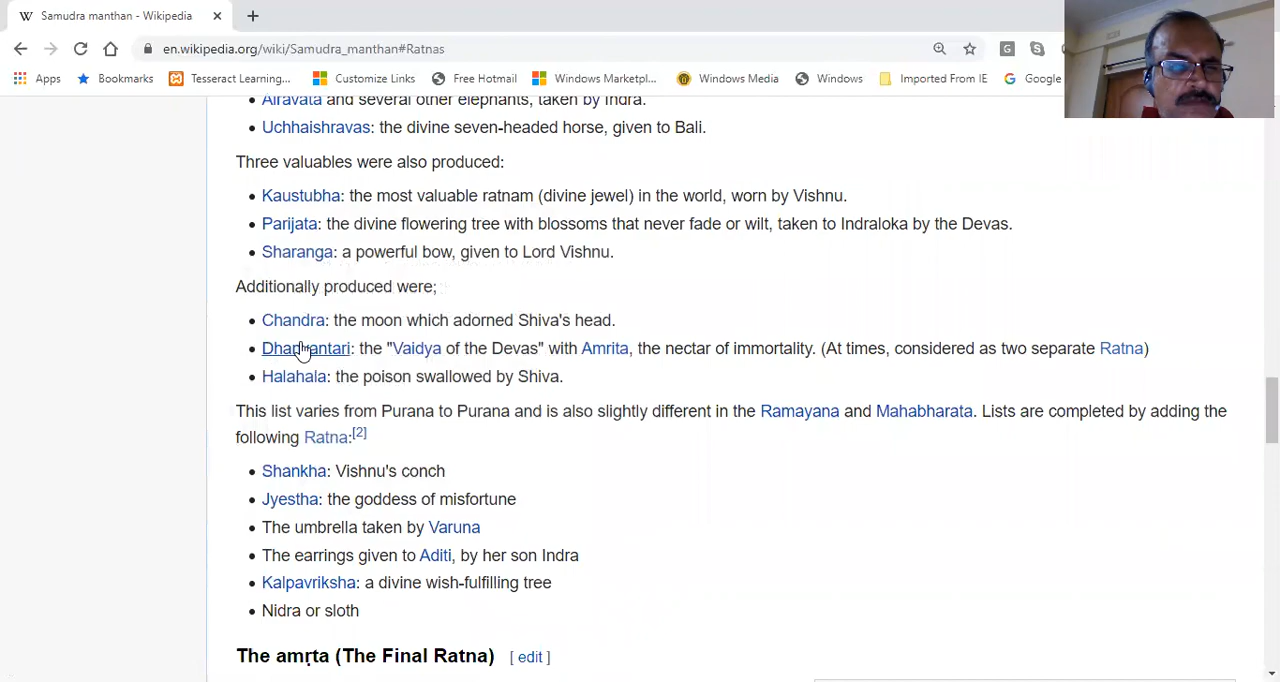 W Samudra manthan - Wikipedia
en.wikipedia.org/wiki/Samudra_manthan#Ratnas
Apps Bookmarks Tesseract Learning... Customize Links Free Hotmail Windows Marketpl... Windows Media Windows Imported From IE Google
Airavata and several other elephants, taken by Indra.
Uchhaishravas: the divine seven-headed horse, given to Bali.
Three valuables were also produced:
Kaustubha: the most valuable ratnam (divine jewel) in the world, worn by Vishnu.
Parijata: the divine flowering tree with blossoms that never fade or wilt, taken to Indraloka by the Devas.
Sharanga: a powerful bow, given to Lord Vishnu.
Additionally produced were;
Chandra: the moon which adorned Shiva's head.
Dhanvantari: the "Vaidya of the Devas" with Amrita, the nectar of immortality. (At times, considered as two separate Ratna)
Halahala: the poison swallowed by Shiva.
This list varies from Purana to Purana and is also slightly different in the Ramayana and Mahabharata. Lists are completed by adding the
following Ratna:[2]
Shankha: Vishnu's conch
Jyestha: the goddess of misfortune
The umbrella taken by Varuna
The earrings given to Aditi, by her son Indra
Kalpavriksha: a divine wish-fulfilling tree
Nidra or sloth
The amṛta (The Final Ratna) [ edit ]